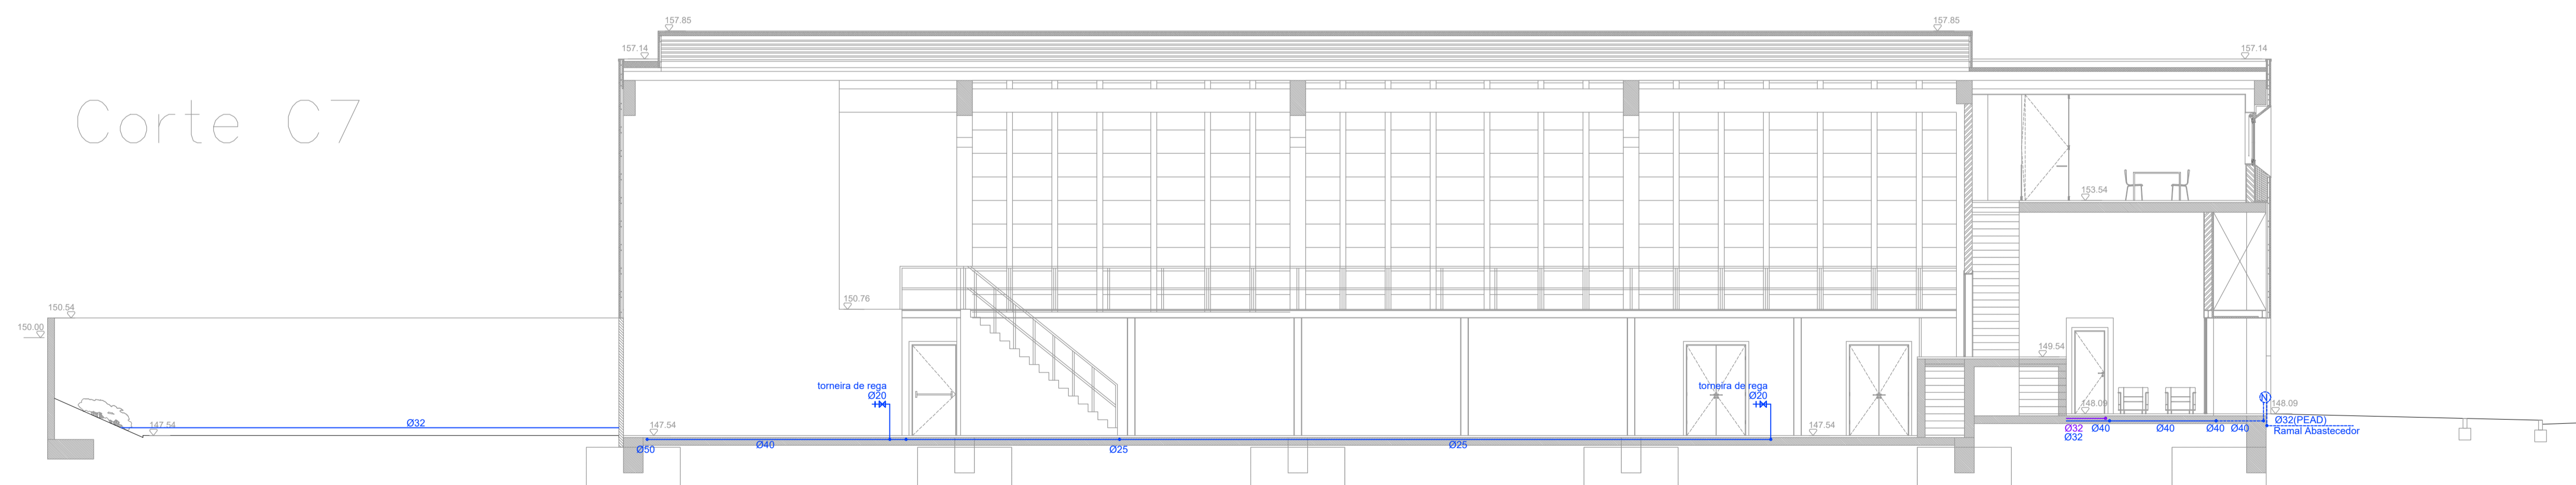 157.85
157.85
157.14
157.14
Corte C7
153.54
150.54
150.76
150.00
149.54
torneira de rega
Ø20
torneira de rega
Ø20
N
148.09
148.09
147.54
Ø32
147.54
147.54
Ø32
Ø32
Ø40
Ø40
Ø40
Ø40
Ø32(PEAD)
Ramal Abastecedor
Ø50
Ø40
Ø25
Ø25